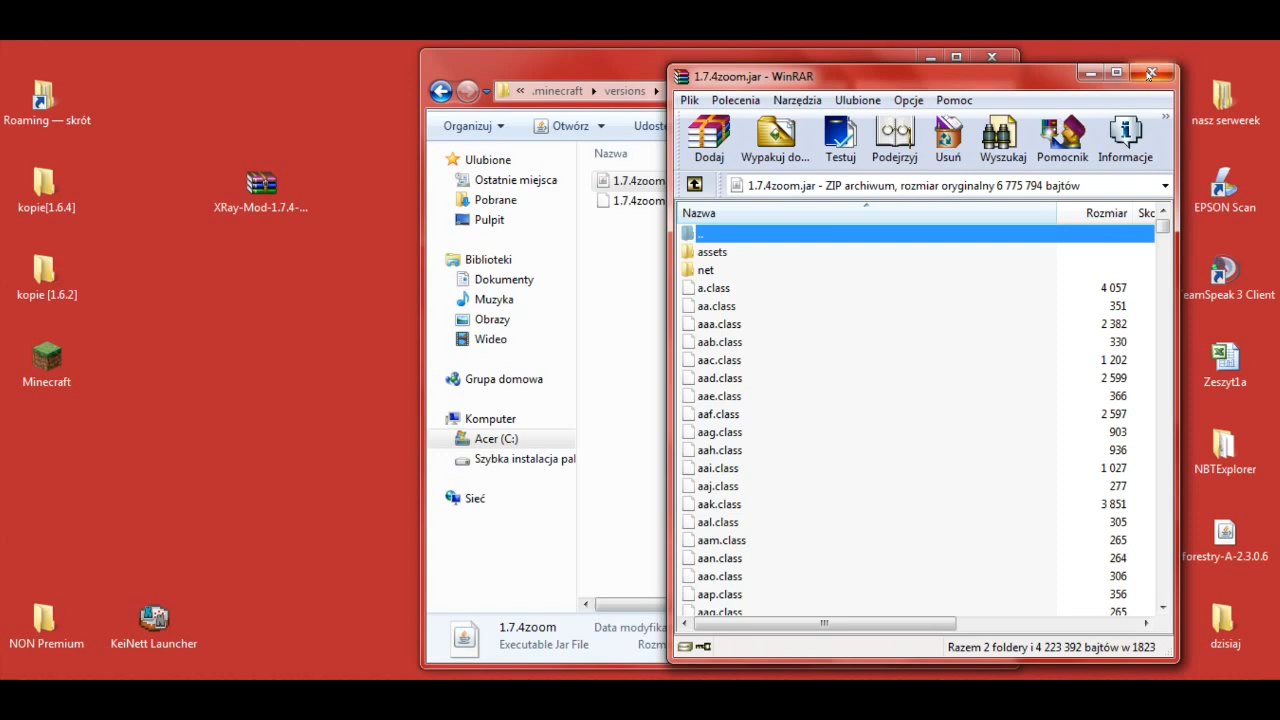 Roaming — skrót
kopie[1.6.4]
XRay-Mod-1.7.4-...
kopie [1.6.2]
Minecraft
NON Premium
KeiNett Launcher
.minecraft
versions
Organizuj
Otwórz
Udostę
Nazwa
Ulubione
Ostatnie miejsca
Pobrane
Pulpit
Biblioteki
Dokumenty
Muzyka
Obrazy
Wideo
Grupa domowa
Komputer
Acer (C:)
Szybka instalacja pal
Sieć
1.7.4zoom
1.7.4zoom
1.7.4zoom
Data modyfika
Executable Jar File
Rozm
1.7.4zoom.jar - WinRAR
Plik Polecenia Narzędzia Ulubione Opcje Pomoc
Dodaj Wypakuj do... Testuj Podejrzyj Usuń Wyszukaj Pomocnik Informacje
1.7.4zoom.jar - ZIP archiwum, rozmiar oryginalny 6 775 794 bajtów
Nazwa Rozmiar Skc
..
assets
net
a.class 4 057
aa.class 351
aaa.class 2 382
aab.class 330
aac.class 1 202
aad.class 2 599
aae.class 366
aaf.class 2 597
aag.class 903
aah.class 936
aai.class 1 027
aaj.class 277
aak.class 3 851
aal.class 305
aam.class 265
aan.class 264
aao.class 306
aap.class 356
aaq.class 265
Razem 2 foldery i 4 223 392 bajtów w 1823
nasz serwerek
EPSON Scan
eamSpeak 3 Client
Zeszyt1a
NBTExplorer
forestry-A-2.3.0.6
dzisiaj